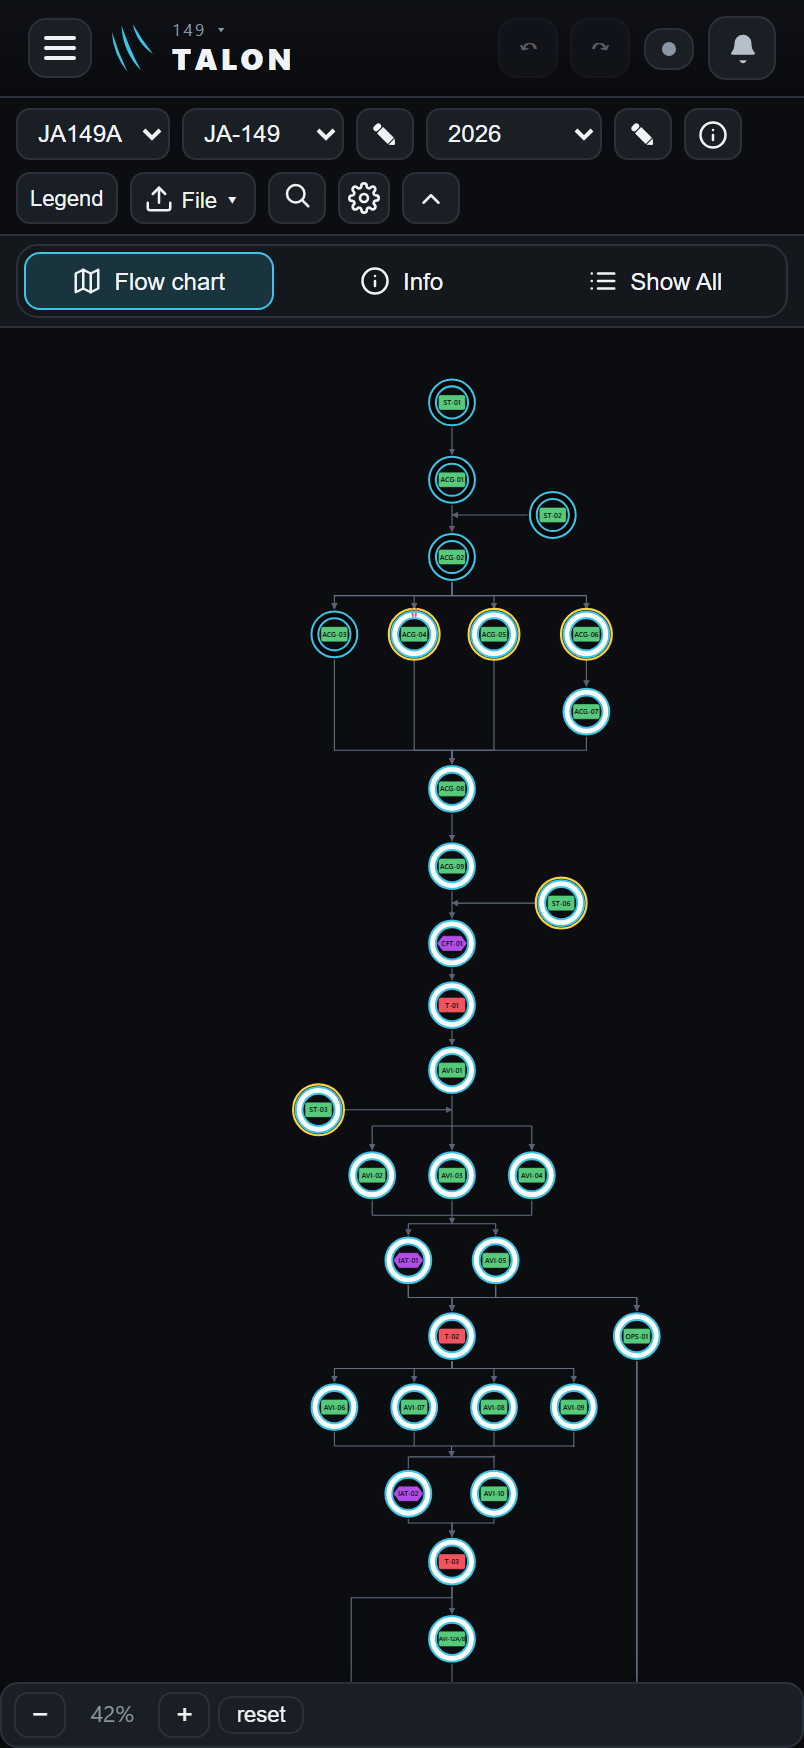 149
TALON
JA149A
JA-149
2026
Legend
File
Flow chart
Info
Show All
ST-01
ACG-01
ST-02
ACG-02
ACG-03
ACG-04
ACG-05
ACG-06
ACG-07
ACG-08
ACG-09
ST-06
CFT-01
T-01
AVI-01
ST-03
AVI-02
AVI-03
AVI-04
IAT-01
AVI-05
T-02
OPS-01
AVI-06
AVI-07
AVI-08
AVI-09
IAT-02
AVI-10
T-03
AVI-12A/B
42%
reset